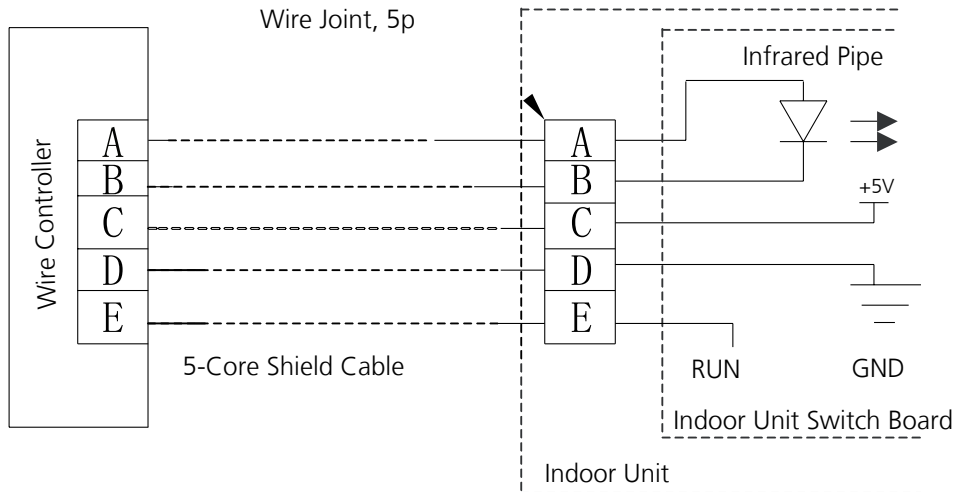 Wire Joint, 5p
Infrared Pipe
Wire Controller
A
B
C
D
E
A
B
C
D
E
+5V
5-Core Shield Cable
RUN
GND
Indoor Unit Switch Board
Indoor Unit